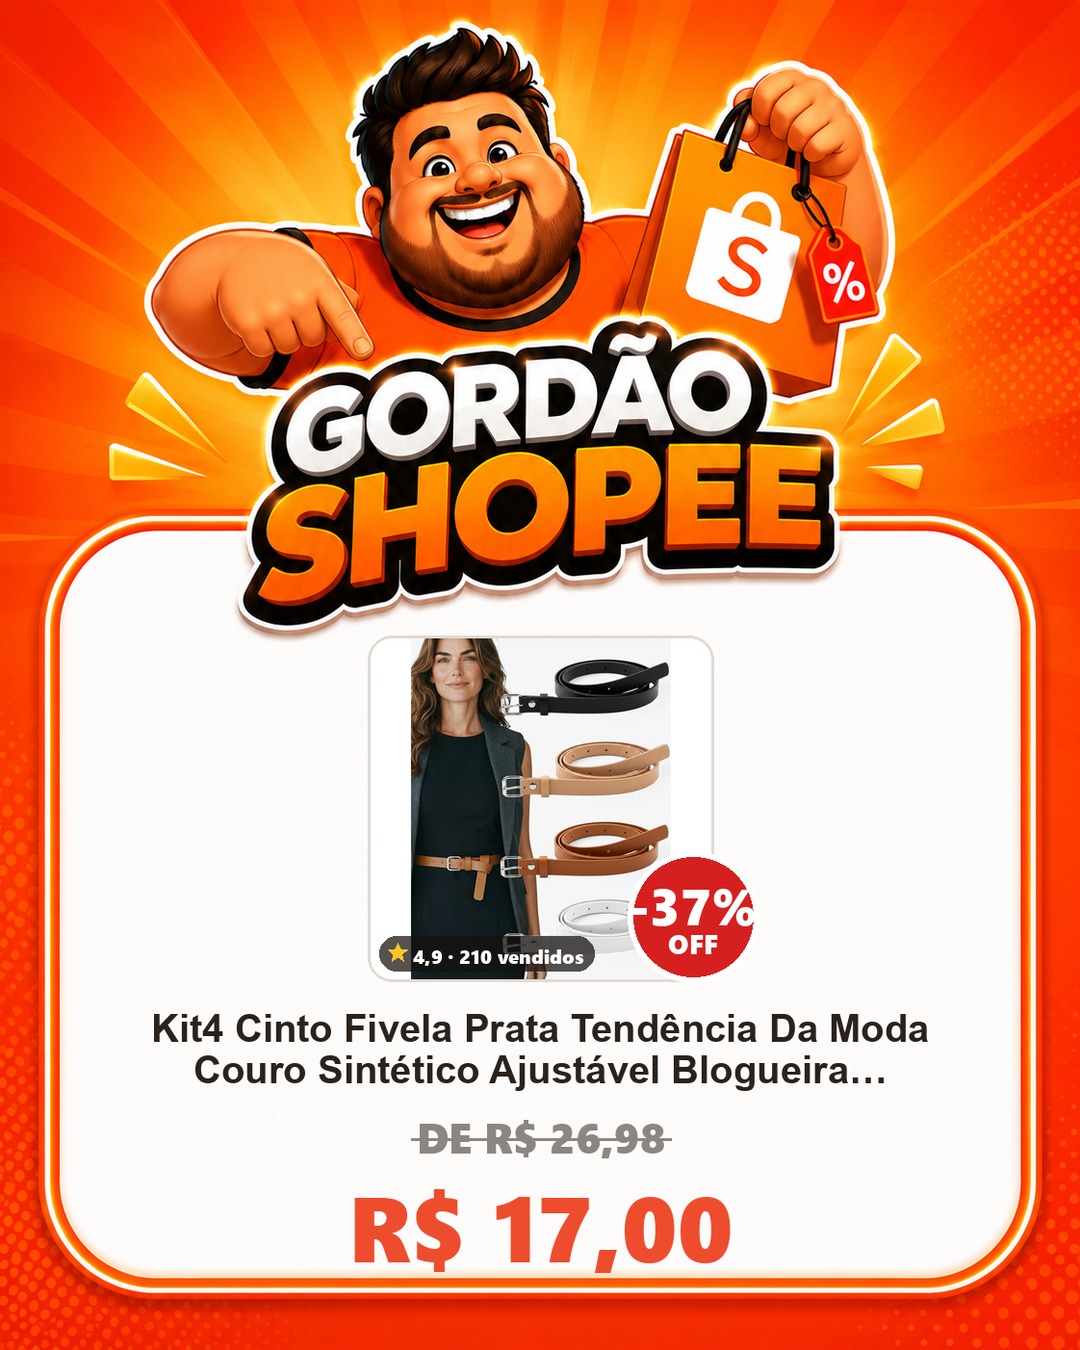 S
%
GORDÃO
SHOPEE
-37%
OFF
4,9 · 210 vendidos
Kit4 Cinto Fivela Prata Tendência Da Moda
Couro Sintético Ajustável Blogueira...
DE R$ 26,98
R$ 17,00